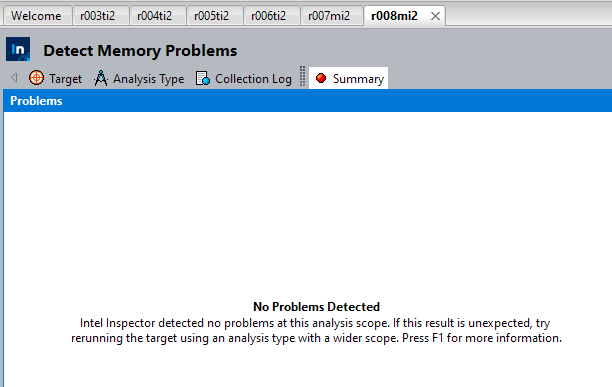 Welcome r003ti2 r004ti2 r005ti2 r006ti2 r007mi2 r008mi2
In Detect Memory Problems
Target Analysis Type Collection Log Summary
Problems
No Problems Detected
Intel Inspector detected no problems at this analysis scope. If this result is unexpected, try
rerunning the target using an analysis type with a wider scope. Press F1 for more information.